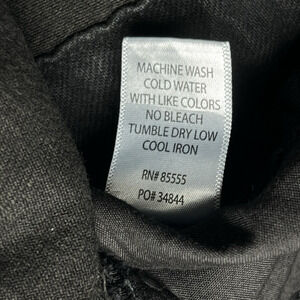 MACHINE WASH
COLD WATER
WITH LIKE COLORS
NO BLEACH
TUMBLE DRY LOW
COOL IRON
RN# 85555
PO# 34844